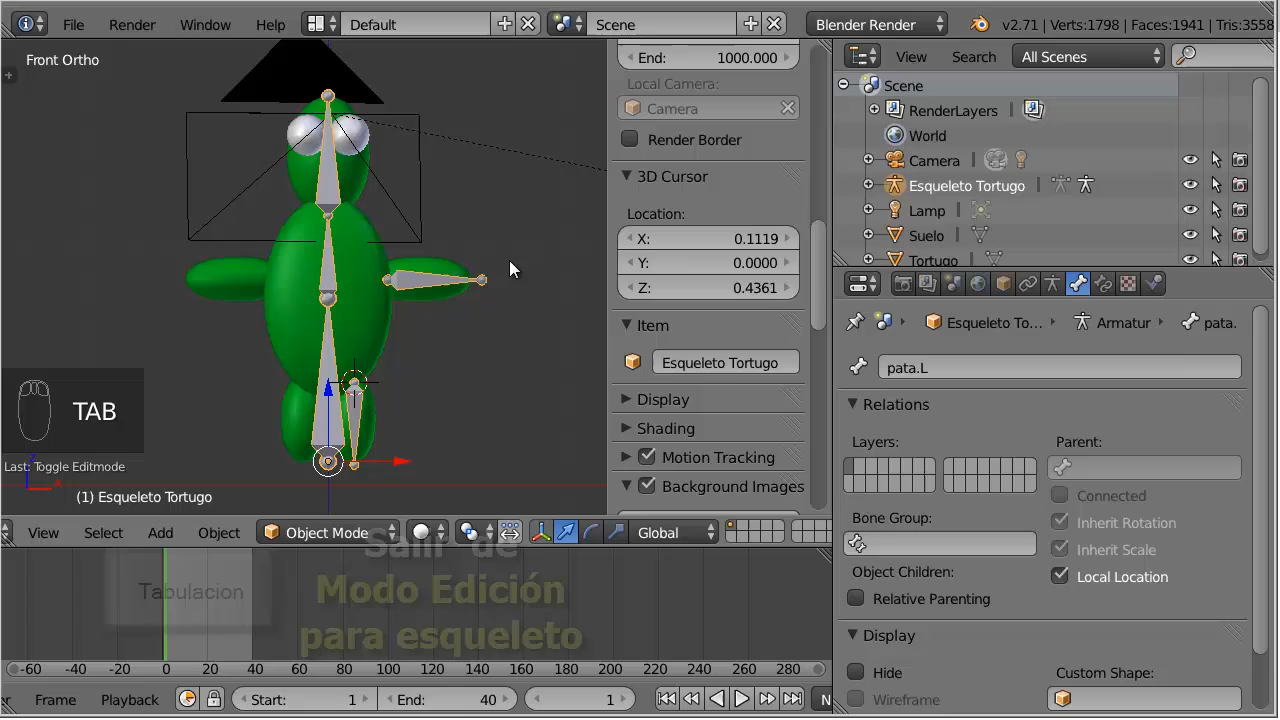 File Render Window Help Default Scene Blender Render v2.71 | Verts:1798 | Faces:1941 | Tris:3558
Front Ortho
End: 1000.000
Local Camera:
Camera
Render Border
3D Cursor
Location:
X: 0.1119
Y: 0.0000
Z: 0.4361
Item
Esqueleto Tortugo
Display
Shading
Motion Tracking
Background Images
View Search All Scenes
Scene
RenderLayers
World
Camera
Esqueleto Tortugo
Lamp
Suelo
Tortugo
Esqueleto To... Armatur pata.
pata.L
Relations
Layers: Parent:
Connected
Bone Group: Inherit Rotation
Inherit Scale
Object Children: Local Location
Relative Parenting
Display
Hide Custom Shape:
Wireframe
TAB
Last: Toggle Editmode
(1) Esqueleto Tortugo
View Select Add Object Object Mode Global
Tabulacion
Salir de
Modo Edición
para esqueleto
-60 -40 -20 0 20 40 60 80 100 120 140 160 180 200 220 240 260 280
Frame Playback Start: 1 End: 40 1 N